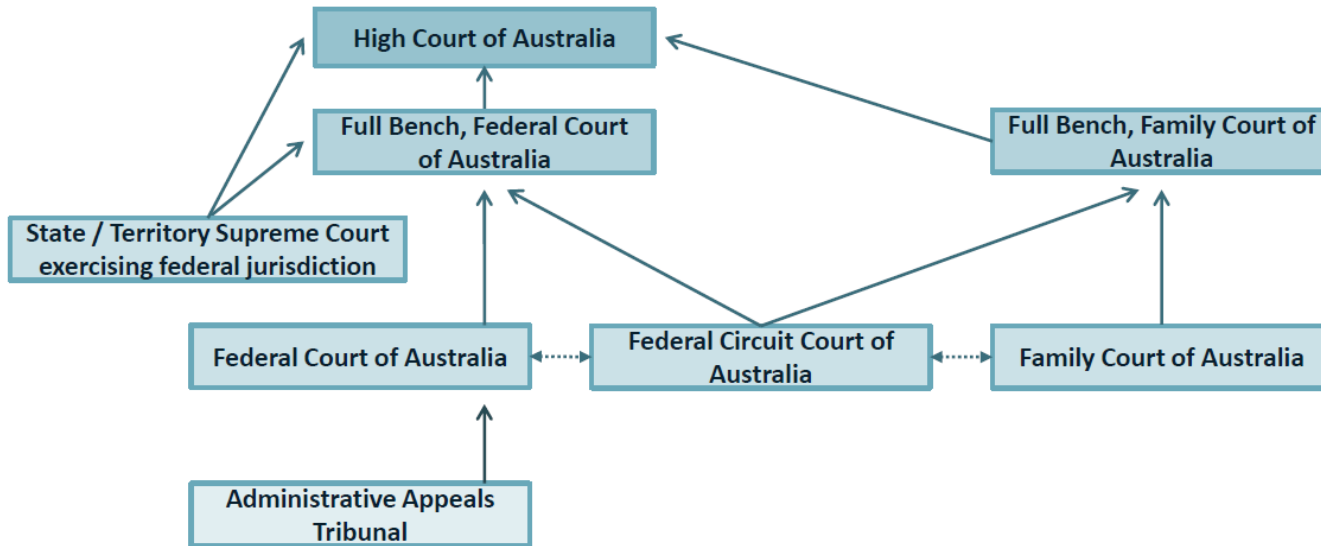 High Court of Australia
Full Bench, Federal Court
of Australia
Full Bench, Family Court of
Australia
State / Territory Supreme Court
exercising federal jurisdiction
Federal Court of Australia
Federal Circuit Court of
Australia
Family Court of Australia
Administrative Appeals
Tribunal